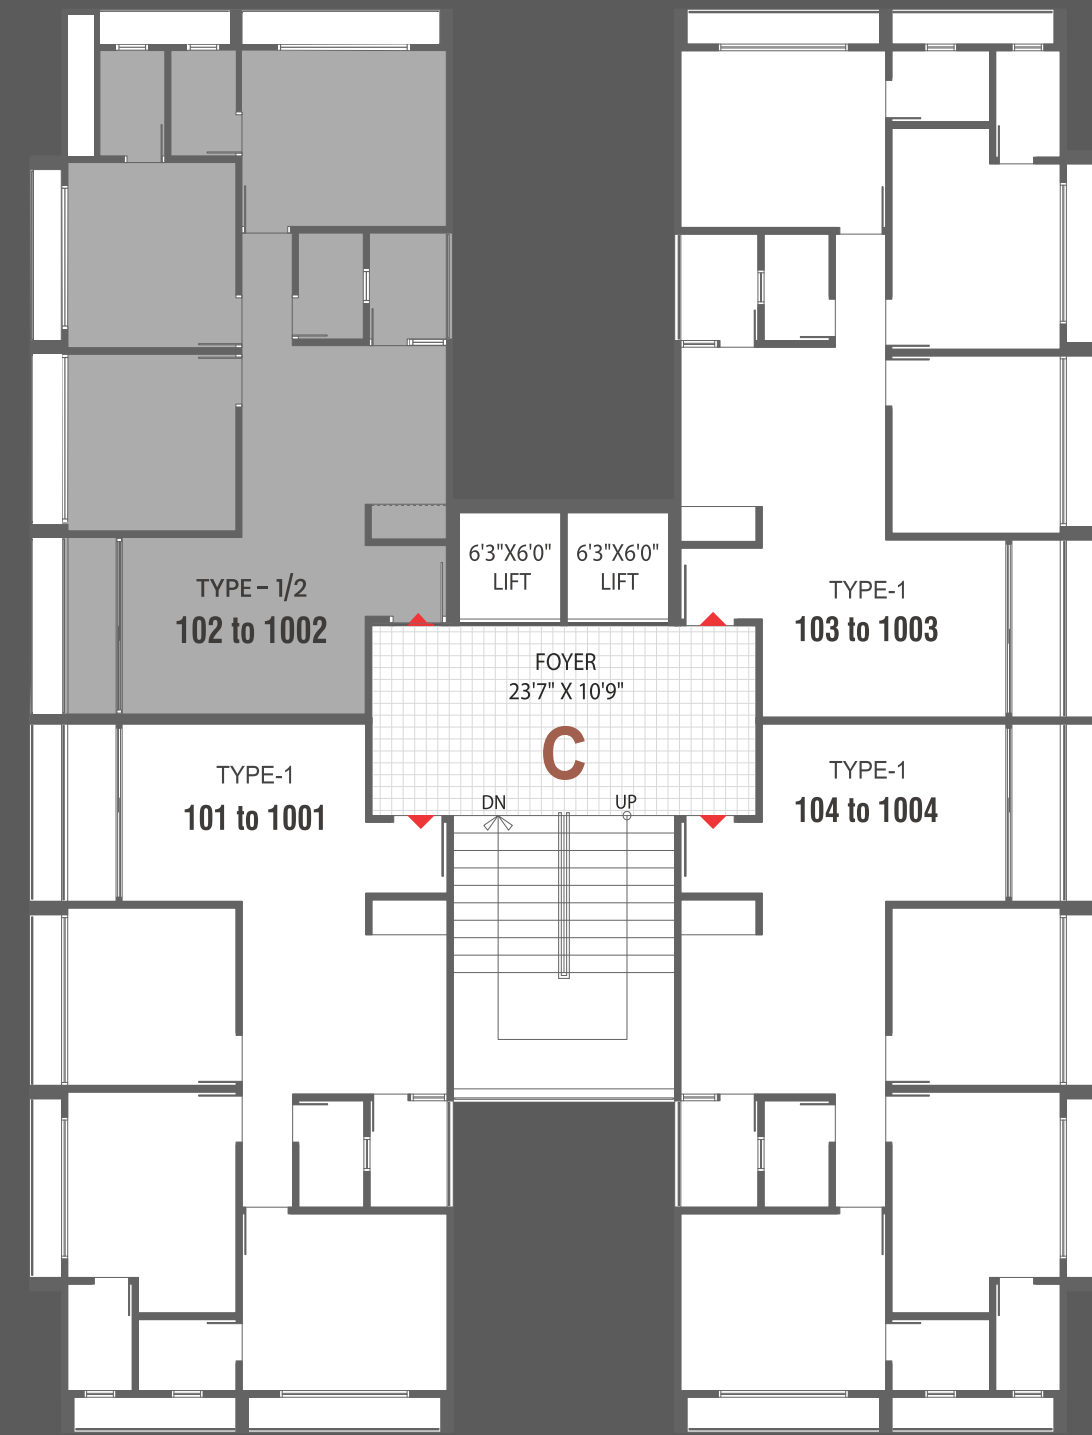 6'3"X6'0"
LIFT
6'3"X6'0"
LIFT
TYPE – 1/2
102 to 1002
TYPE-1
103 to 1003
FOYER
23'7" X 10'9"
C
TYPE-1
101 to 1001
TYPE-1
104 to 1004
DN
UP